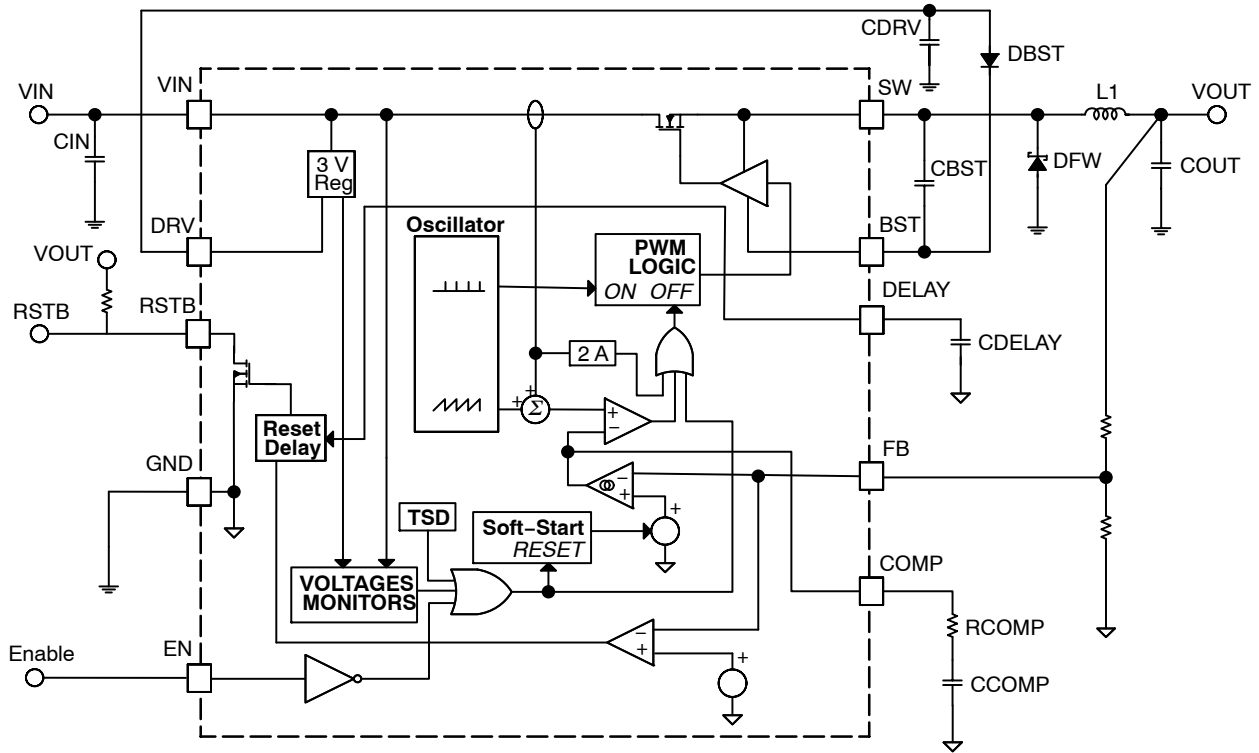 CDRV
DBST
VIN
VIN
SW
L1
VOUT
CIN
3 V
Reg
CBST
DFW
COUT
DRV
BST
VOUT
Oscillator
PWM
LOGIC
ON OFF
DELAY
RSTB
RSTB
CDELAY
2 A
+
+
Σ
+
−
Reset
Delay
GND
FB
−
+
+
TSD
Soft−Start
RESET
COMP
VOLTAGES
MONITORS
RCOMP
−
+
+
Enable
EN
CCOMP